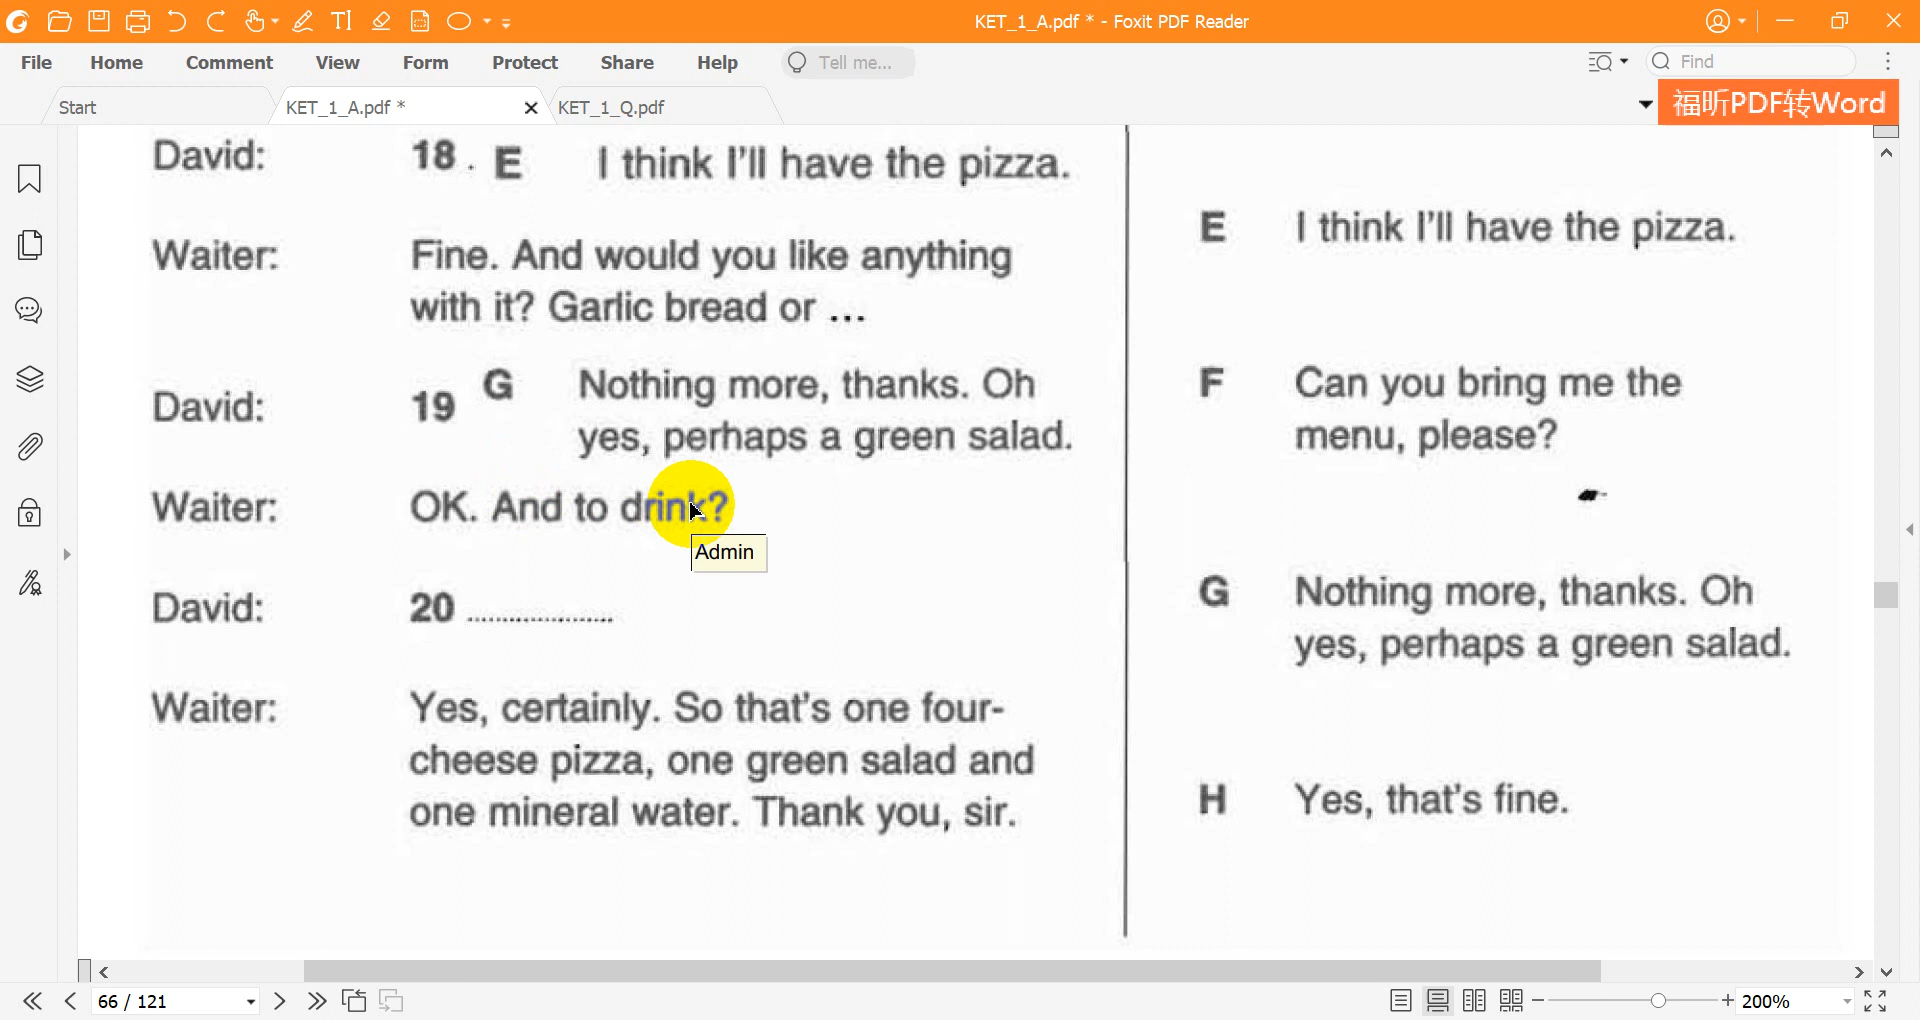 KET_1_A.pdf * - Foxit PDF Reader
File Home Comment View Form Protect Share Help Tell me... Find
Start KET_1_A.pdf * KET_1_Q.pdf 福昕PDF转Word
David: 18 . E I think I'll have the pizza.
Waiter: Fine. And would you like anything
with it? Garlic bread or ...
David: 19 G Nothing more, thanks. Oh
yes, perhaps a green salad.
Waiter: OK. And to drink?
Admin
David: 20 .....................
Waiter: Yes, certainly. So that's one four-
cheese pizza, one green salad and
one mineral water. Thank you, sir.
E I think I'll have the pizza.
F Can you bring me the
menu, please?
G Nothing more, thanks. Oh
yes, perhaps a green salad.
H Yes, that's fine.
66 / 121 200%